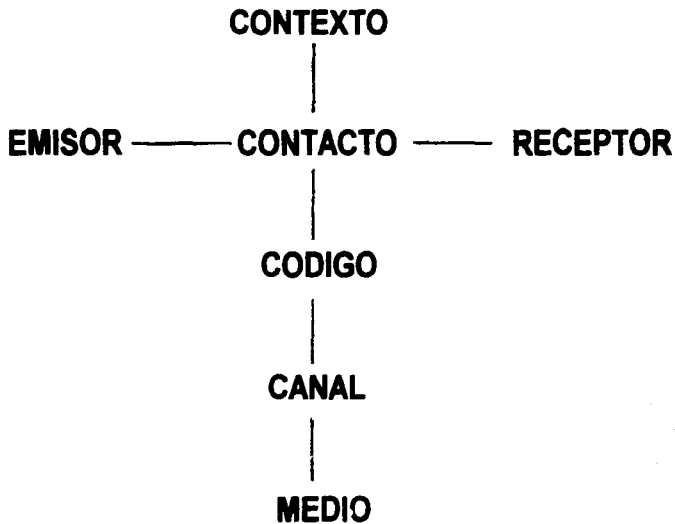 CONTEXTO
EMISOR CONTACTO RECEPTOR
CODIGO
CANAL
MEDIO